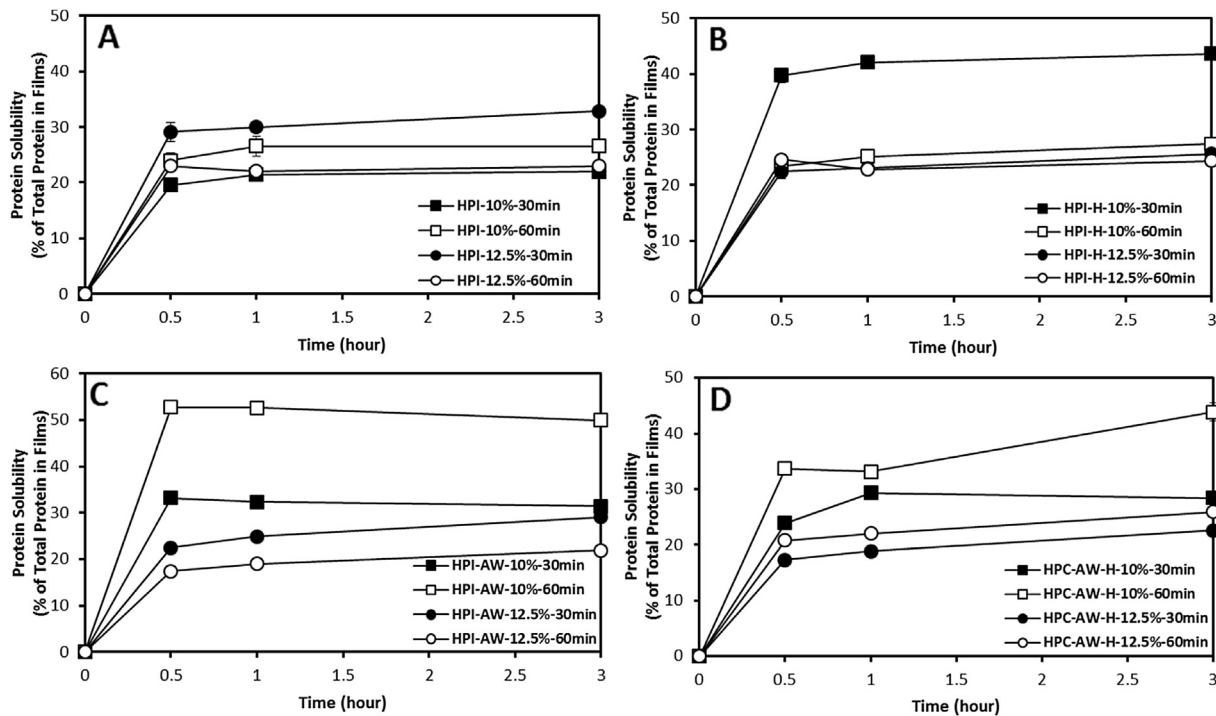 A
Protein Solubility
(% of Total Protein in Films)
50
40
30
20
10
0
HPI-10%-30min
HPI-10%-60min
HPI-12.5%-30min
HPI-12.5%-60min
0 0.5 1 1.5 2 2.5 3
Time (hour)
B
Protein Solubility
(% of Total Protein in Films)
50
40
30
20
10
0
HPI-H-10%-30min
HPI-H-10%-60min
HPI-H-12.5%-30min
HPI-H-12.5%-60min
0 0.5 1 1.5 2 2.5 3
Time (hour)
C
Protein Solubility
(% of Total Protein in Films)
60
50
40
30
20
10
0
HPI-AW-10%-30min
HPI-AW-10%-60min
HPI-AW-12.5%-30min
HPI-AW-12.5%-60min
0 0.5 1 1.5 2 2.5 3
Time (hour)
D
Protein Solubility
(% of Total Protein in Films)
50
40
30
20
10
0
HPC-AW-H-10%-30min
HPC-AW-H-10%-60min
HPC-AW-H-12.5%-30min
HPC-AW-H-12.5%-60min
0 0.5 1 1.5 2 2.5 3
Time (hour)